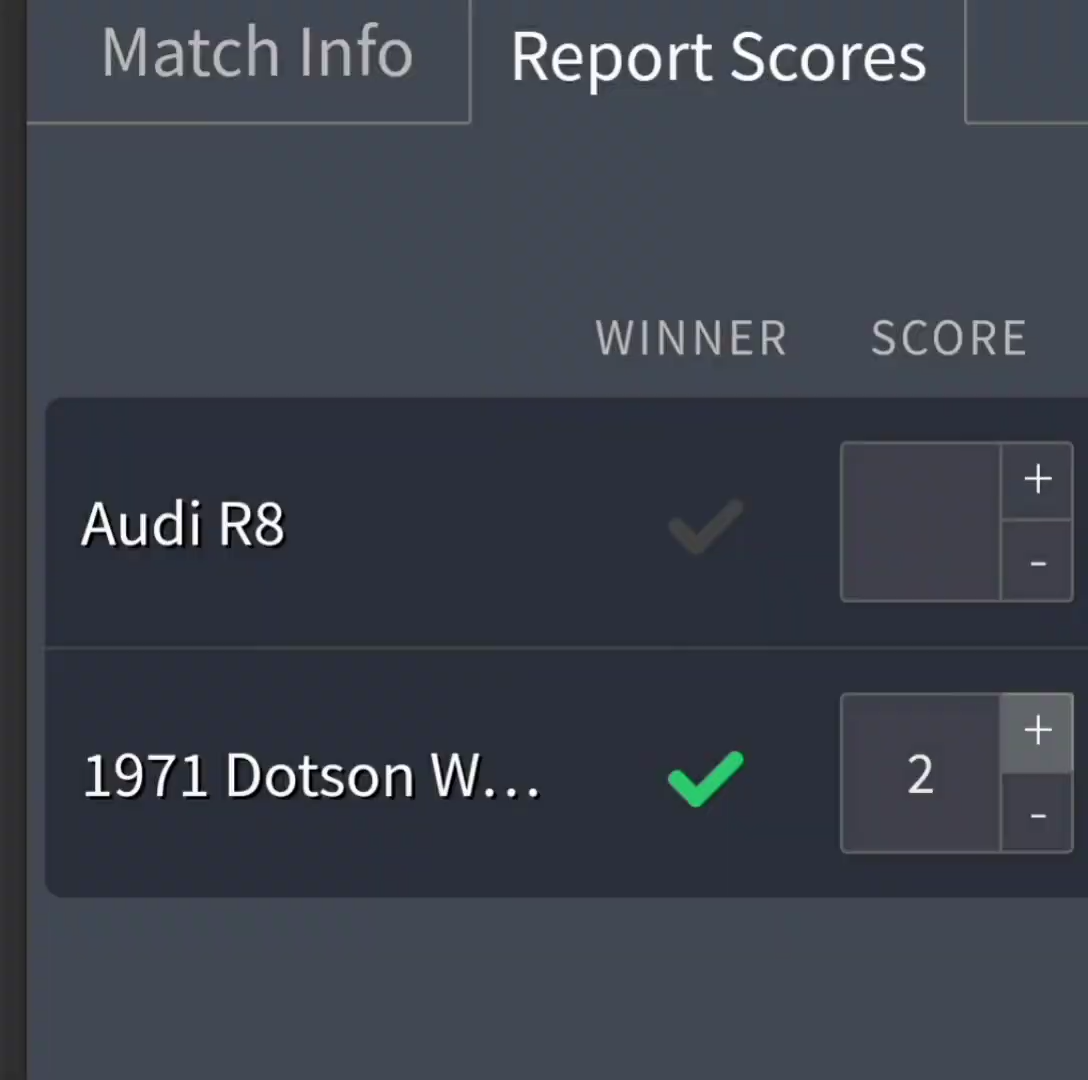 Match Info
Report Scores
WINNER SCORE
Audi R8
+
-
1971 Dotson W...
2
+
-